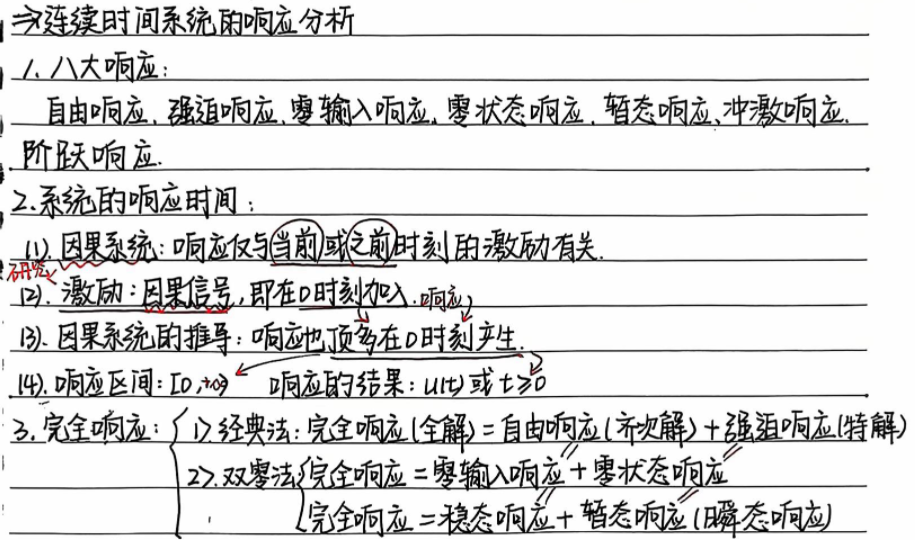 ⇒连续时间系统的响应分析
1. 八大响应:
自由响应、强迫响应、零输入响应、零状态响应、暂态响应、冲激响应、
阶跃响应.
2.系统的响应时间:
(1). 因果系统:响应仅与当前或之前时刻的激励有关.
研究
(2). 激励:因果信号,即在0时刻加入. 响应
(3). 因果系统的推导:响应也顶多在0时刻产生.
(4). 响应区间:[0,+∞) 响应的结果:u(t)或t≥0
3.完全响应: 1>.经典法:完全响应(全解)=自由响应(齐次解)+强迫响应(特解)
2>.双零法 完全响应=零输入响应+零状态响应
完全响应=稳态响应+暂态响应(瞬态响应)